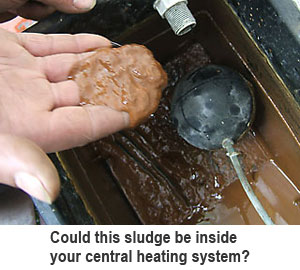 Could this sludge be inside
your central heating system?